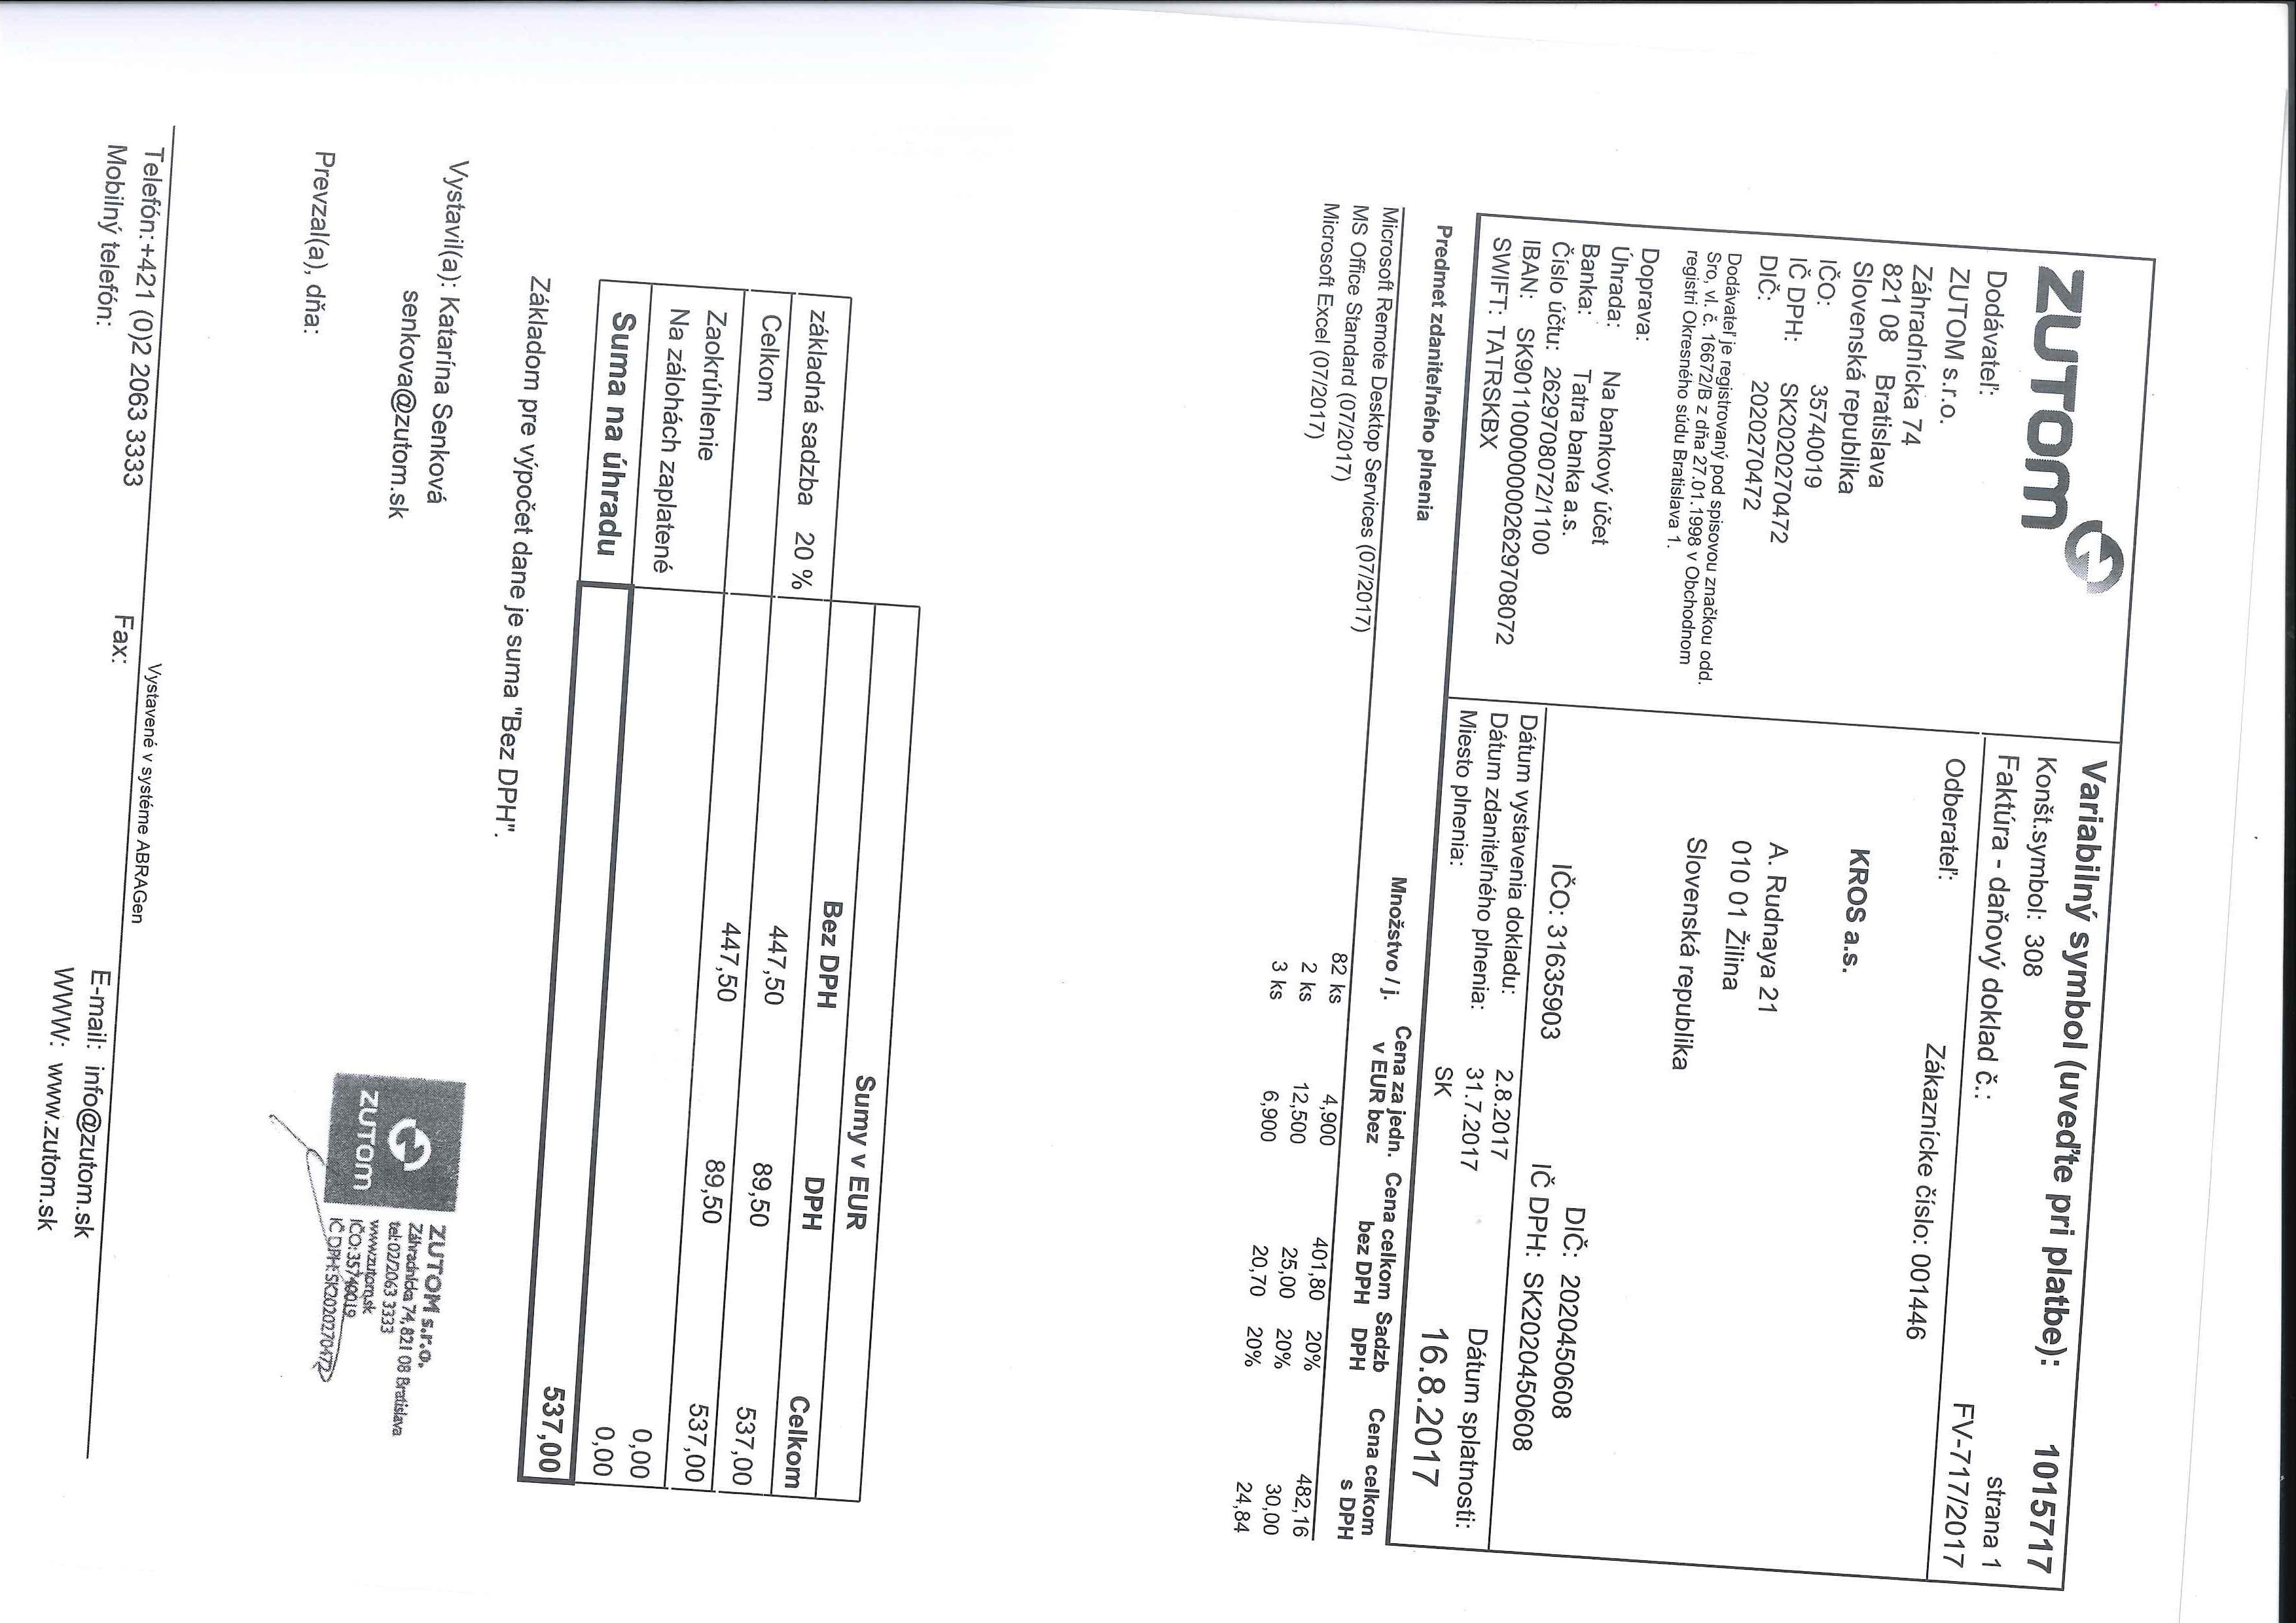 ZUTOM
Dodávateľ:
ZUTOM s.r.o.
Záhradnícka 74
821 08 Bratislava
Slovenská republika
IČO: 35740019
IČ DPH: SK2020270472
DIČ: 2020270472
Dodávateľ je registrovaný pod spisovou značkou odd.
Sro, vl. č. 16672/B z dňa 27.01.1998 v Obchodnom
registri Okresného súdu Bratislava 1.
Doprava:
Úhrada: Na bankový účet
Banka: Tatra banka a.s.
Číslo účtu: 2629708072/1100
IBAN: SK9011000000002629708072
SWIFT: TATRSKBX
Variabilný symbol (uveďte pri platbe): 1015717
Konšt.symbol: 308 strana 1
Faktúra - daňový doklad č.: FV-717/2017
Odberateľ: Zákaznícke číslo: 001446
KROS a.s.
A. Rudnaya 21
010 01 Žilina
Slovenská republika
DIČ: 2020450608
IČO: 31635903 IČ DPH: SK2020450608
Dátum vystavenia dokladu: 2.8.2017
Dátum zdaniteľného plnenia: 31.7.2017 Dátum splatnosti:
Miesto plnenia: SK 16.8.2017
Predmet zdaniteľného plnenia Množstvo / j. Cena za jedn. Cena celkom Sadzb Cena celkom
v EUR bez bez DPH DPH s DPH
Microsoft Remote Desktop Services (07/2017) 82 ks 4,900 401,80 20% 482,16
MS Office Standard (07/2017) 2 ks 12,500 25,00 20% 30,00
Microsoft Excel (07/2017) 3 ks 6,900 20,70 20% 24,84
Sumy v EUR
Bez DPH DPH Celkom
základná sadzba 20 % 447,50 89,50 537,00
Celkom 447,50 89,50 537,00
Zaokrúhlenie 0,00
Na zálohách zaplatené 0,00
Suma na úhradu 537,00
Základom pre výpočet dane je suma "Bez DPH".
Vystavil(a): Katarína Senková
senkova@zutom.sk
Prevzal(a), dňa:
ZUTOM
ZUTOM s.r.o.
Záhradnícka 74, 821 08 Bratislava
tel: 02/2063 3333
www.zutom.sk
IČO: 35740019
IČ DPH: SK2020270472
Vystavené v systéme ABRAGen
Telefón:+421 (0)2 2063 3333 Fax: E-mail: info@zutom.sk
Mobilný telefón: WWW: www.zutom.sk